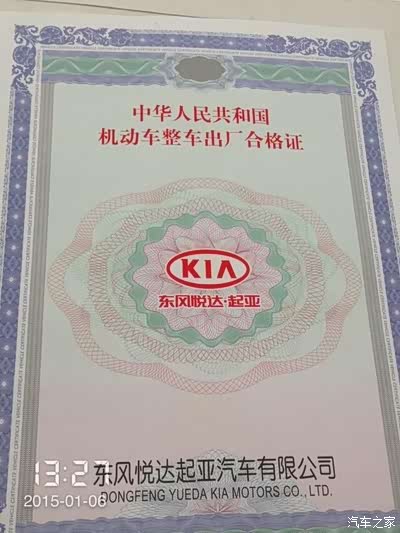 中华人民共和国
机动车整车出厂合格证
KIA
东风悦达·起亚
东风悦达起亚汽车有限公司
DONGFENG YUEDA KIA MOTORS CO., LTD.
13:27
2015-01-06
汽车之家